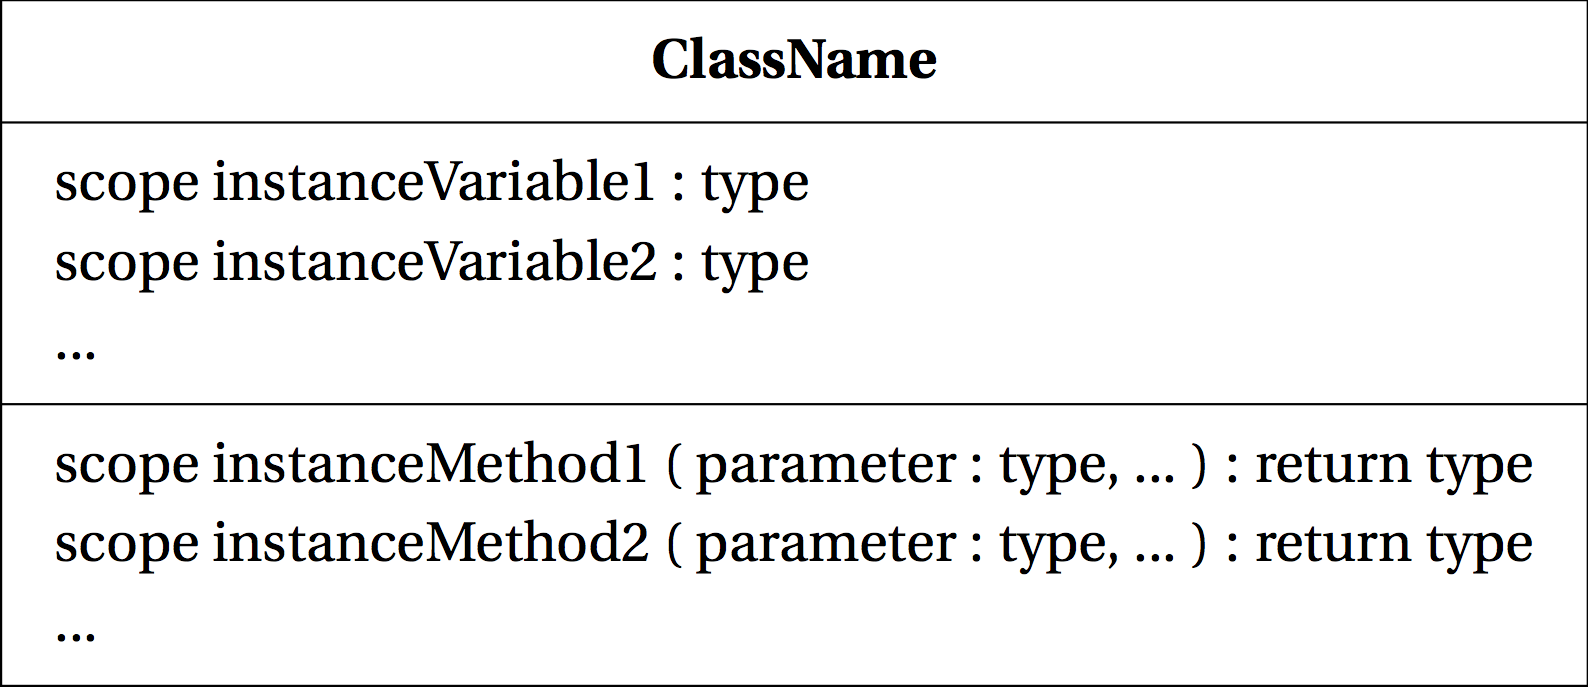 ClassName
scope instanceVariable1 : type
scope instanceVariable2 : type
...
scope instanceMethod1 ( parameter : type, ... ) : return type
scope instanceMethod2 ( parameter : type, ... ) : return type
...